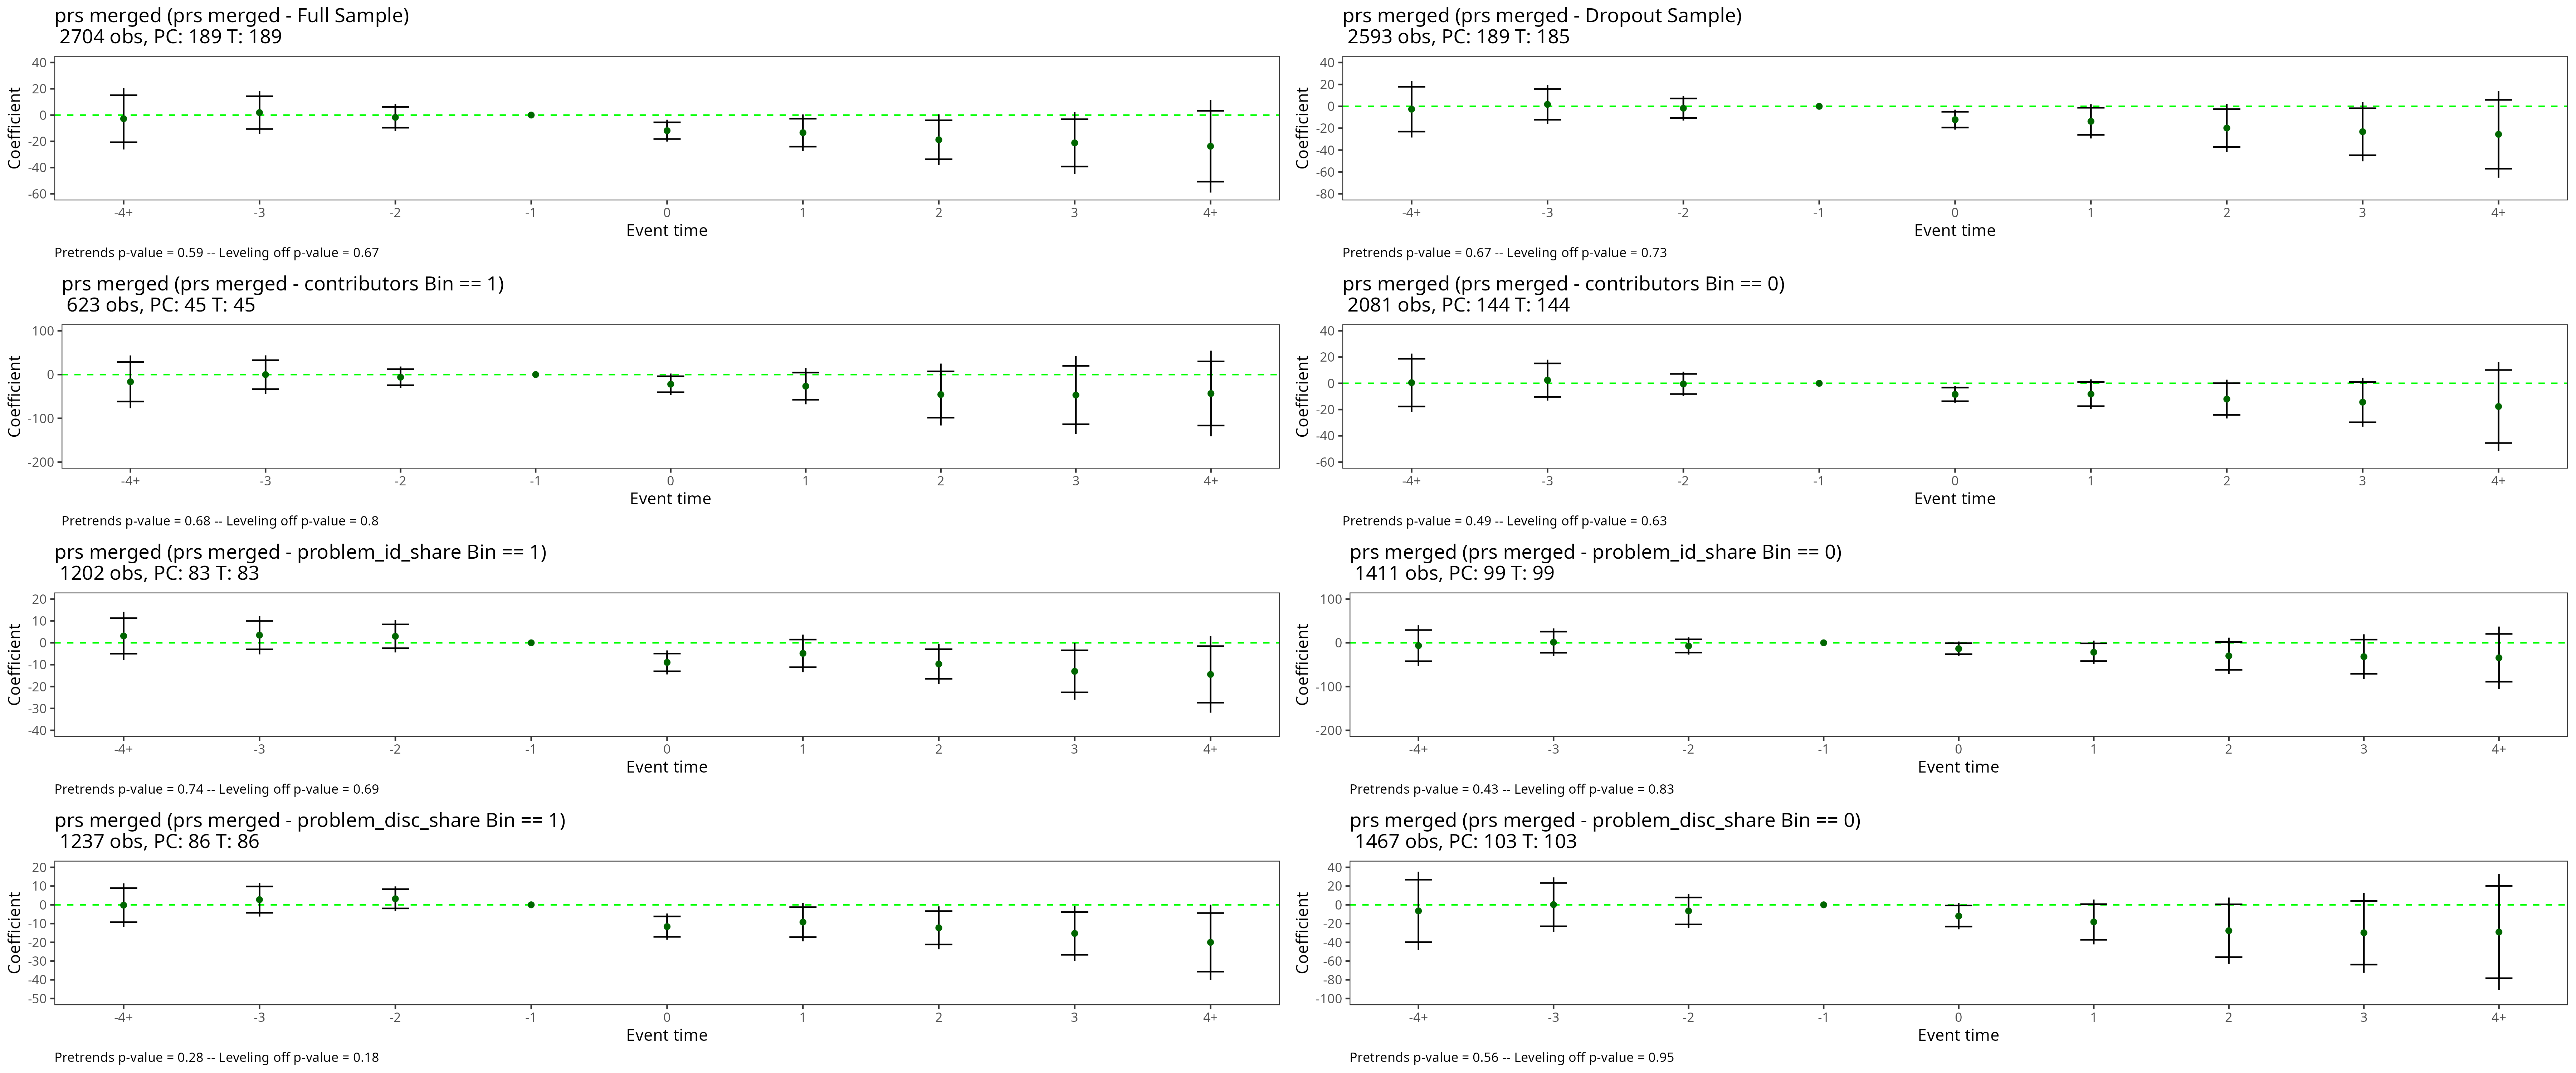 prs merged (prs merged - Full Sample)
2704 obs, PC: 189 T: 189
40
20
0
-20
-40
-60
Coefficient
-4+ -3 -2 -1 0 1 2 3 4+
Event time
Pretrends p-value = 0.59 -- Leveling off p-value = 0.67
prs merged (prs merged - Dropout Sample)
2593 obs, PC: 189 T: 185
40
20
0
-20
-40
-60
-80
Coefficient
-4+ -3 -2 -1 0 1 2 3 4+
Event time
Pretrends p-value = 0.67 -- Leveling off p-value = 0.73
prs merged (prs merged - contributors Bin == 1)
623 obs, PC: 45 T: 45
100
0
-100
-200
Coefficient
-4+ -3 -2 -1 0 1 2 3 4+
Event time
Pretrends p-value = 0.68 -- Leveling off p-value = 0.8
prs merged (prs merged - contributors Bin == 0)
2081 obs, PC: 144 T: 144
40
20
0
-20
-40
-60
Coefficient
-4+ -3 -2 -1 0 1 2 3 4+
Event time
Pretrends p-value = 0.49 -- Leveling off p-value = 0.63
prs merged (prs merged - problem_id_share Bin == 1)
1202 obs, PC: 83 T: 83
20
10
0
-10
-20
-30
-40
Coefficient
-4+ -3 -2 -1 0 1 2 3 4+
Event time
Pretrends p-value = 0.74 -- Leveling off p-value = 0.69
prs merged (prs merged - problem_id_share Bin == 0)
1411 obs, PC: 99 T: 99
100
0
-100
-200
Coefficient
-4+ -3 -2 -1 0 1 2 3 4+
Event time
Pretrends p-value = 0.43 -- Leveling off p-value = 0.83
prs merged (prs merged - problem_disc_share Bin == 1)
1237 obs, PC: 86 T: 86
20
10
0
-10
-20
-30
-40
-50
Coefficient
-4+ -3 -2 -1 0 1 2 3 4+
Event time
Pretrends p-value = 0.28 -- Leveling off p-value = 0.18
prs merged (prs merged - problem_disc_share Bin == 0)
1467 obs, PC: 103 T: 103
40
20
0
-20
-40
-60
-80
-100
Coefficient
-4+ -3 -2 -1 0 1 2 3 4+
Event time
Pretrends p-value = 0.56 -- Leveling off p-value = 0.95